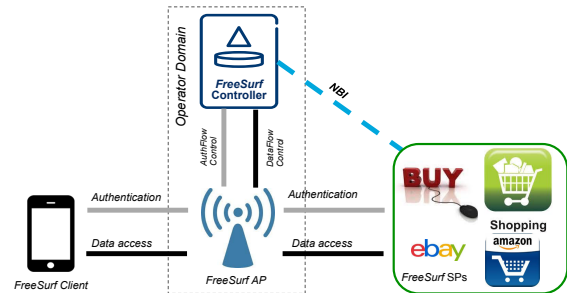 Operator Domain
FreeSurf
Controller
NBI
AuthFlow
Control
DataFlow
Control
Authentication
Authentication
BUY
Shopping
amazon
Data access
Data access
ebay
FreeSurf Client
FreeSurf AP
FreeSurf SPs